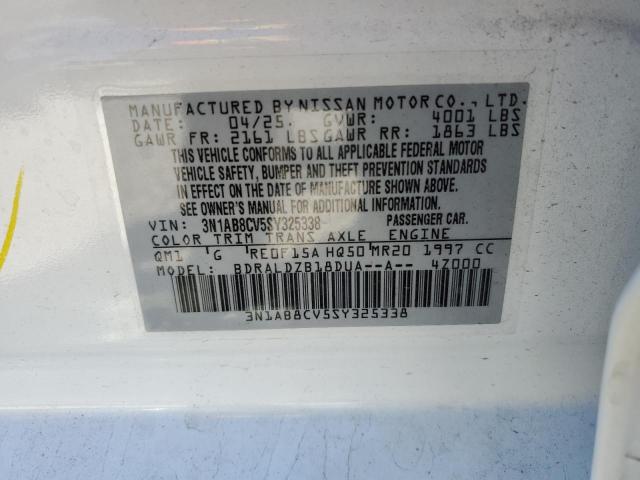 MANUFACTURED BY NISSAN MOTOR CO., LTD.
DATE: 04/25. GVWR: 4001 LBS
GAWR FR: 2161 LBS GAWR RR: 1863 LBS
THIS VEHICLE CONFORMS TO ALL APPLICABLE FEDERAL MOTOR
VEHICLE SAFETY, BUMPER AND THEFT PREVENTION STANDARDS
IN EFFECT ON THE DATE OF MANUFACTURE SHOWN ABOVE.
SEE OWNER'S MANUAL FOR ADDITIONAL INFORMATION.
VIN: 3N1AB8CV5SY325338 PASSENGER CAR.
COLOR TRIM TRANS AXLE ENGINE
QM1 G RE0F15A HQ50 MR20 1997 CC
MODEL: BDRALDZB18DUA--A-- 4Z000
3N1AB8CV5SY325338